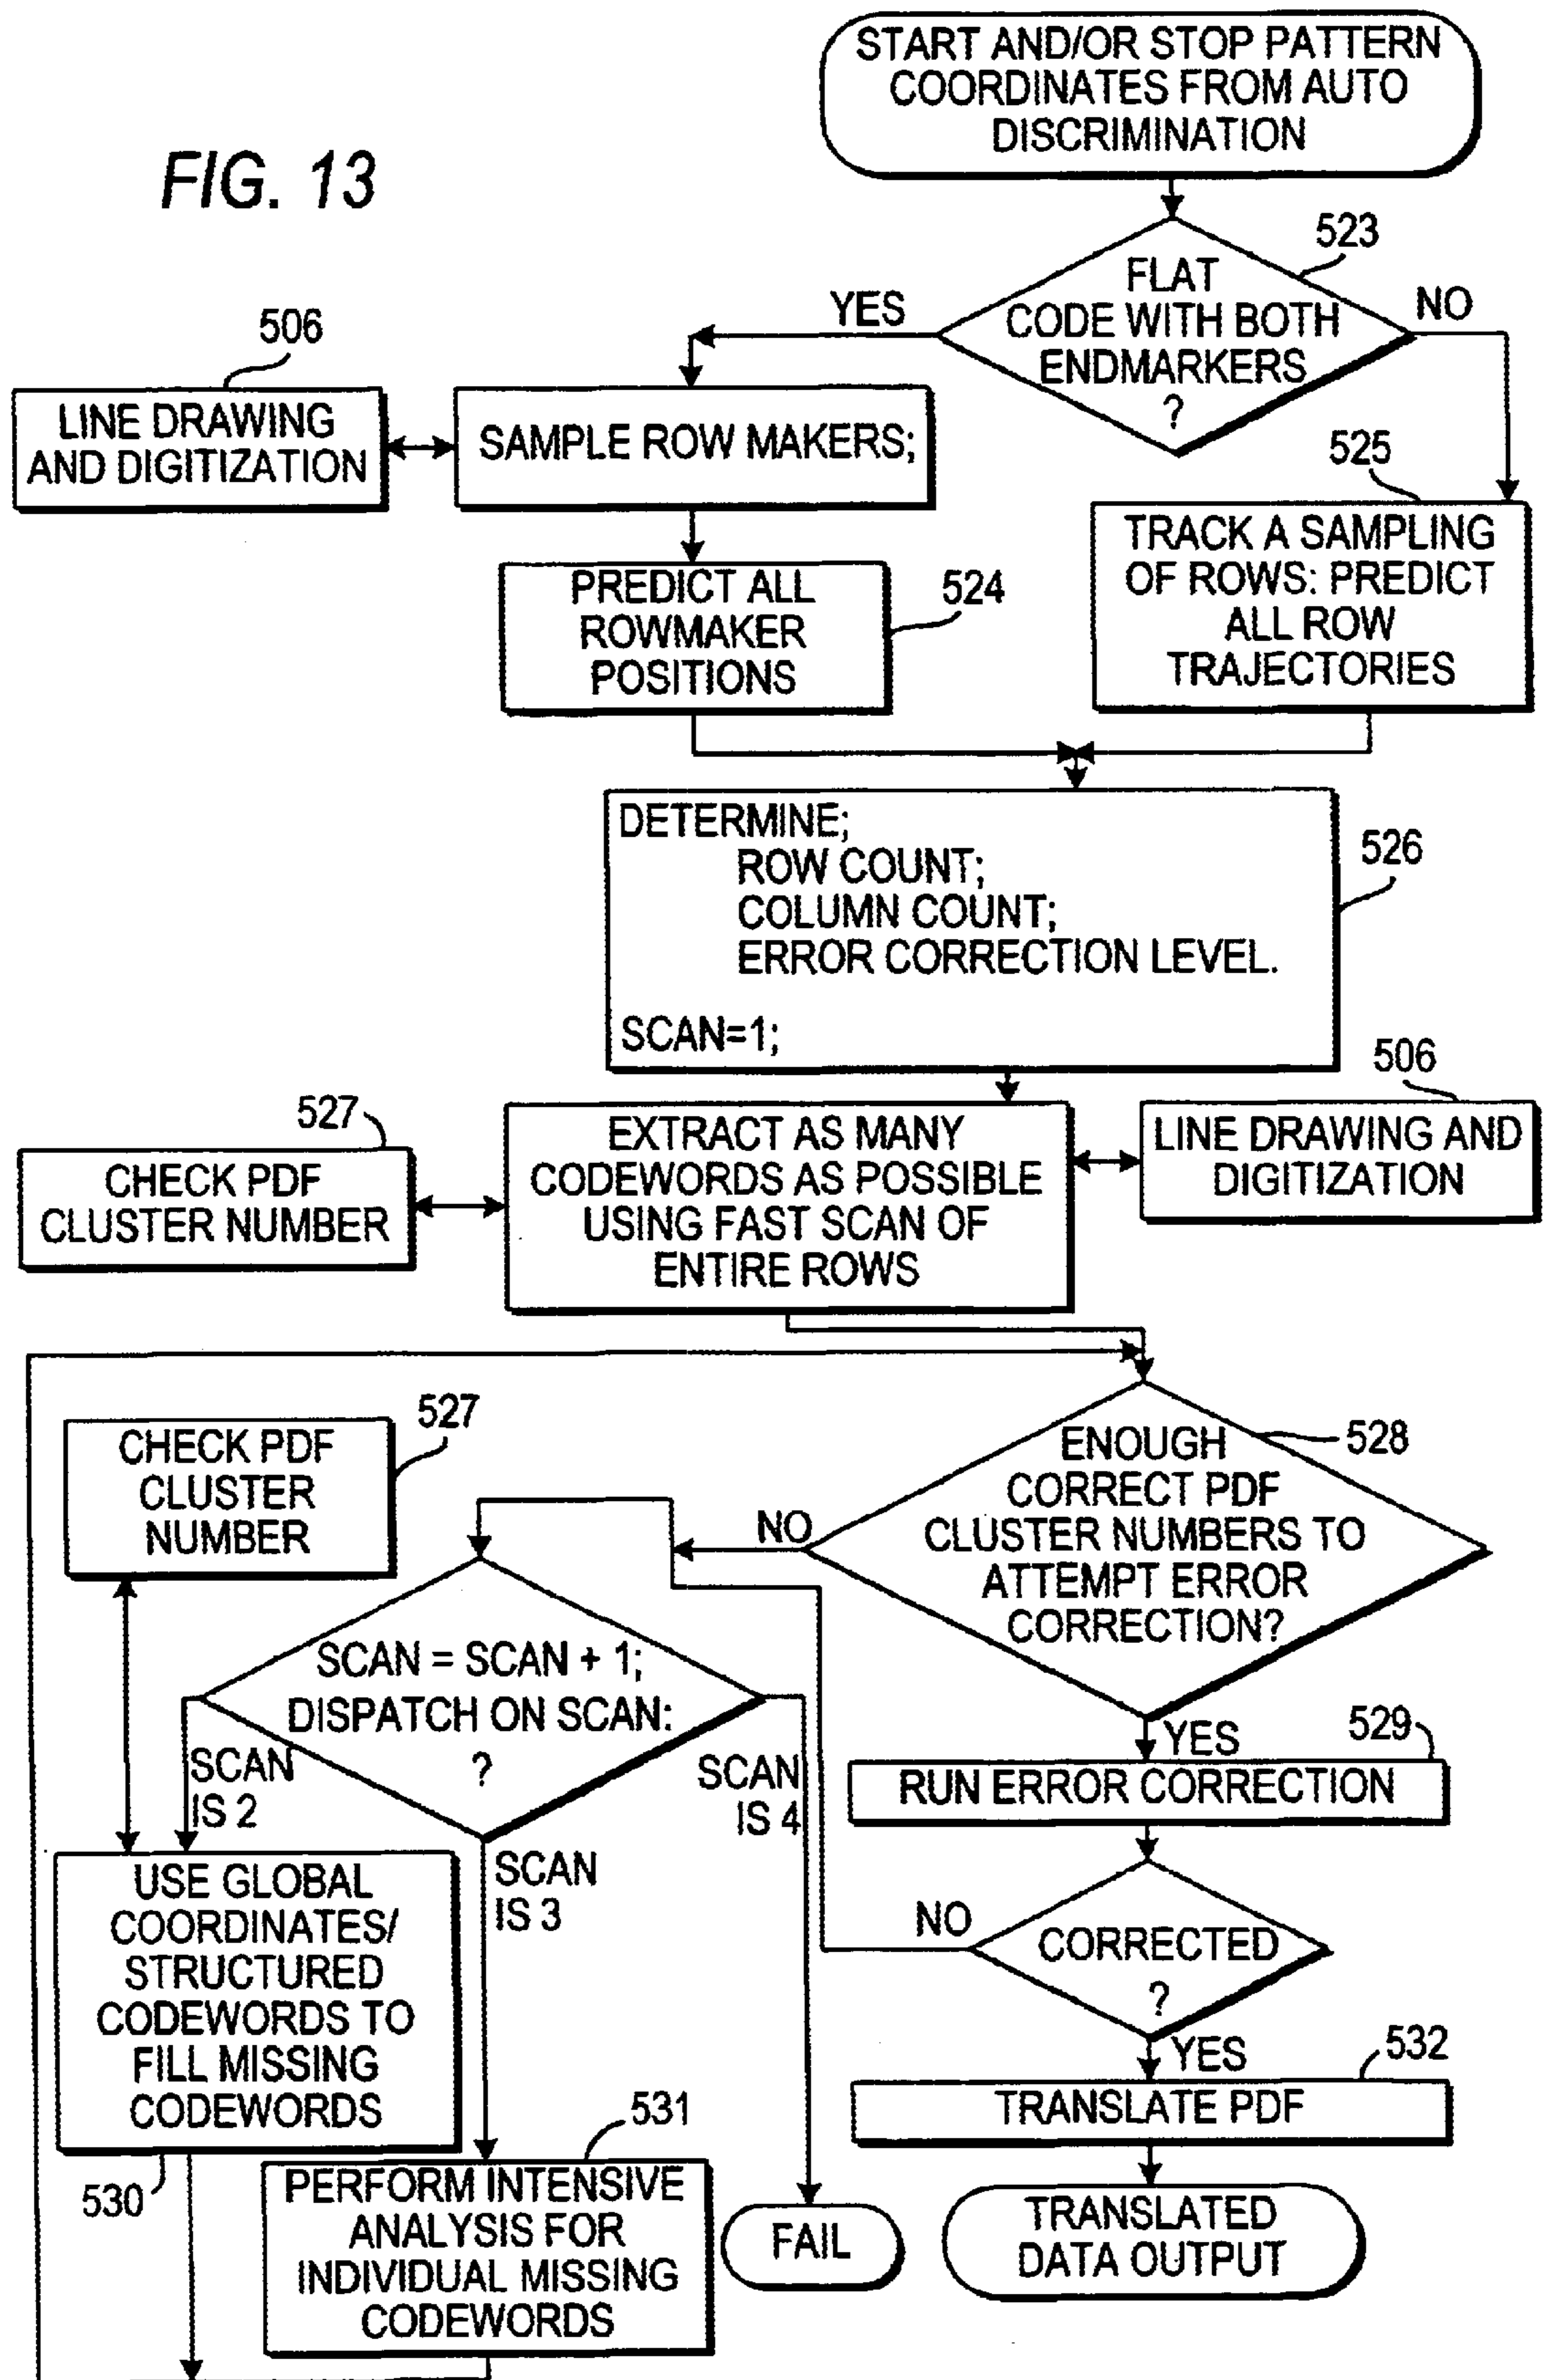 START AND/OR STOP PATTERN
COORDINATES FROM AUTO
DISCRIMINATION
FIG. 13
523
FLAT
CODE WITH BOTH
ENDMARKERS
?
YES
NO
506
LINE DRAWING
AND DIGITIZATION
SAMPLE ROW MAKERS;
525
TRACK A SAMPLING
OF ROWS: PREDICT
ALL ROW
TRAJECTORIES
PREDICT ALL
ROWMAKER
POSITIONS
524
DETERMINE;
ROW COUNT;
COLUMN COUNT;
ERROR CORRECTION LEVEL.
SCAN=1;
526
527
CHECK PDF
CLUSTER NUMBER
EXTRACT AS MANY
CODEWORDS AS POSSIBLE
USING FAST SCAN OF
ENTIRE ROWS
506
LINE DRAWING AND
DIGITIZATION
527
CHECK PDF
CLUSTER
NUMBER
528
ENOUGH
CORRECT PDF
CLUSTER NUMBERS TO
ATTEMPT ERROR
CORRECTION?
NO
SCAN = SCAN + 1;
DISPATCH ON SCAN:
?
SCAN
IS 2
SCAN
IS 3
SCAN
IS 4
YES
529
RUN ERROR CORRECTION
NO
CORRECTED
?
YES
532
TRANSLATE PDF
USE GLOBAL
COORDINATES/
STRUCTURED
CODEWORDS TO
FILL MISSING
CODEWORDS
530
531
PERFORM INTENSIVE
ANALYSIS FOR
INDIVIDUAL MISSING
CODEWORDS
FAIL
TRANSLATED
DATA OUTPUT